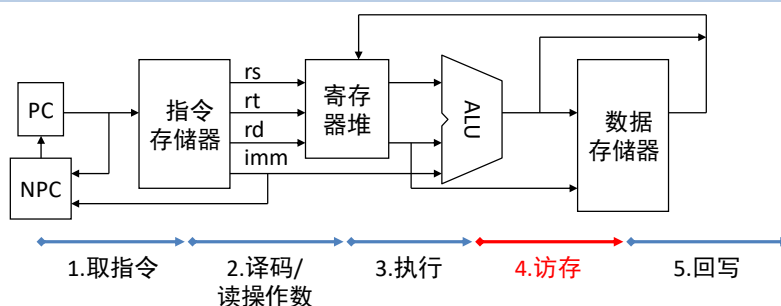 PC
NPC
指令
存储器
rs
rt
rd
imm
寄存
器堆
ALU
数据
存储器
1.取指令
2.译码/
读操作数
3.执行
4.访存
5.回写